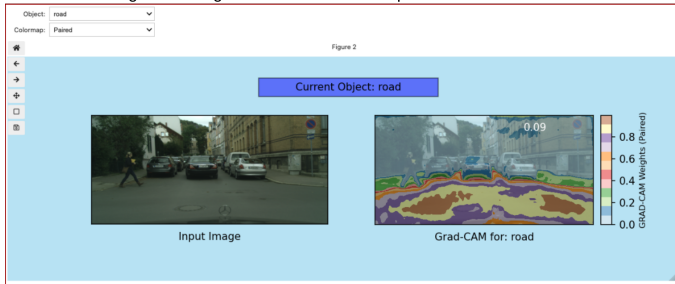 Object: road
Colormap: Paired
Figure 2
Current Object: road
0.09
0.8
0.6
0.4
0.2
0.0
GRAD-CAM Weights (Paired)
Input Image
Grad-CAM for: road